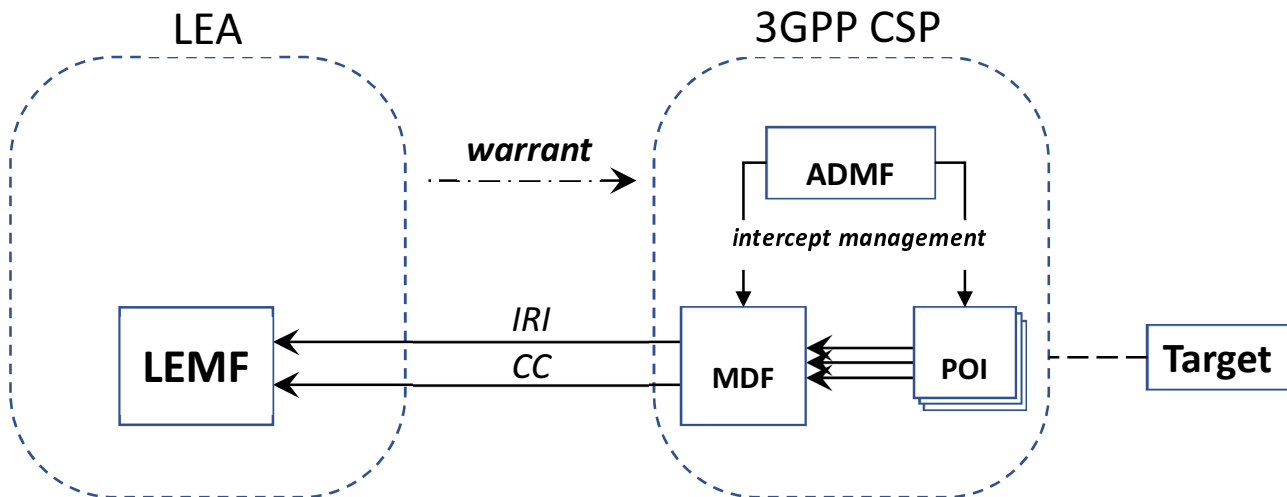 LEA
3GPP CSP
warrant
ADMF
intercept management
IRI
CC
LEMF
MDF
POI
Target